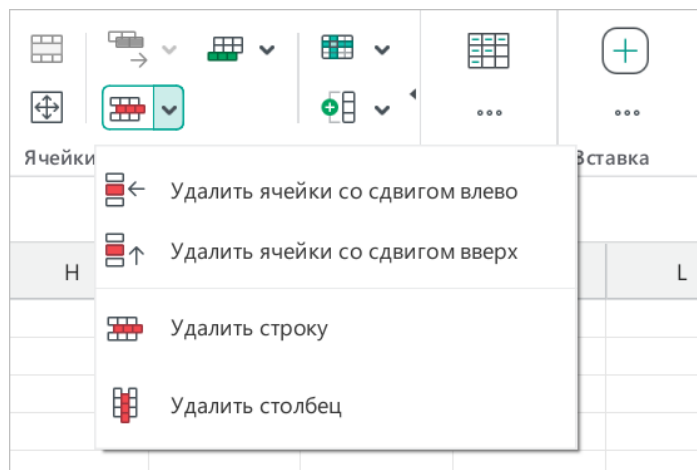 Ячейки
Вставка
Удалить ячейки со сдвигом влево
Удалить ячейки со сдвигом вверх
H
L
Удалить строку
Удалить столбец